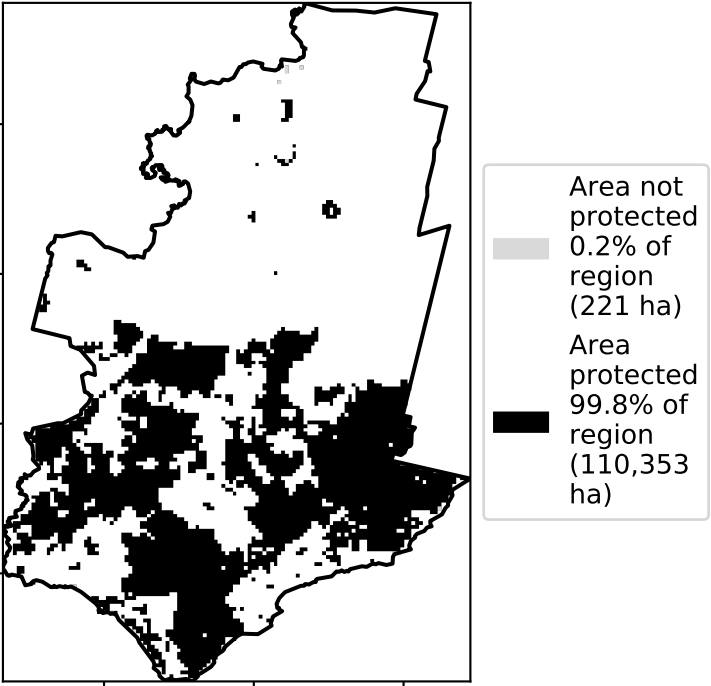 Area not
protected
0.2% of
region
(221 ha)
Area
protected
99.8% of
region
(110,353
ha)